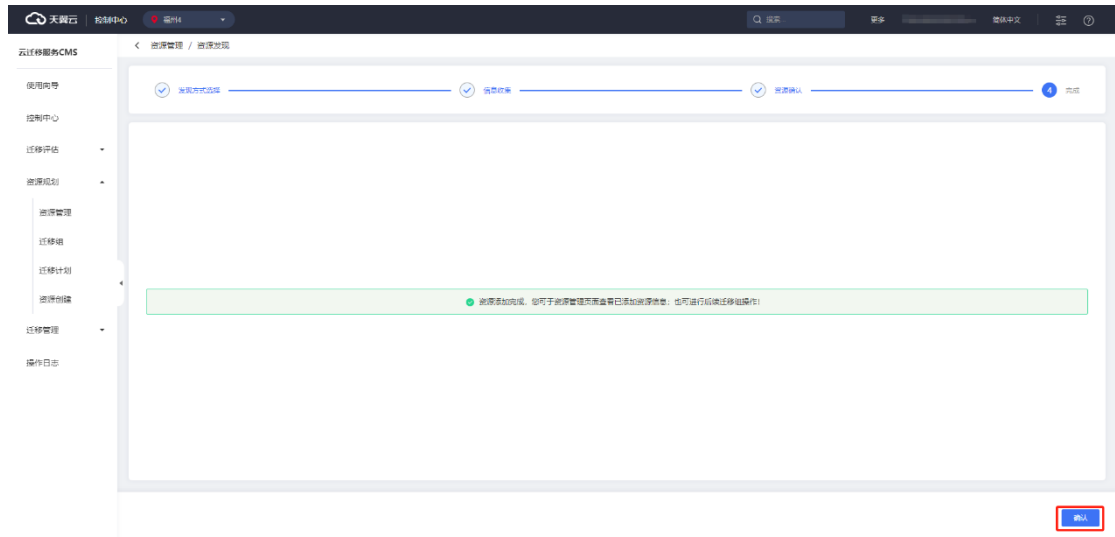 天翼云 控制中心 福州4 搜索... 更多 简体中文
云迁移服务CMS
资源管理 / 资源发现
使用向导
控制中心
迁移评估
资源规划
资源管理
迁移组
迁移计划
资源创建
迁移管理
操作日志
发现方式选择 信息收集 资源确认 4 完成
资源添加完成，您可于资源管理页面查看已添加资源信息；也可进行后续迁移组操作！
确认